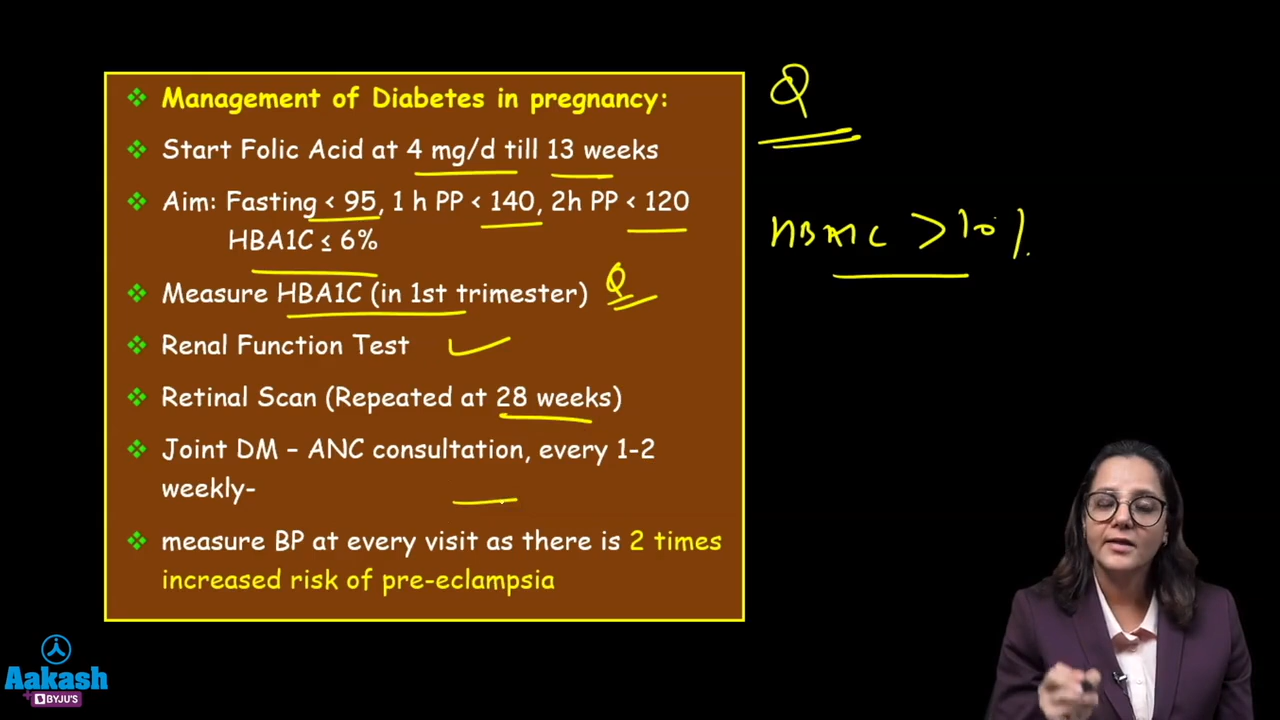 Management of Diabetes in pregnancy:
Start Folic Acid at 4 mg/d till 13 weeks
Aim: Fasting < 95, 1 h PP < 140, 2h PP < 120
HBA1C ≤ 6%
Measure HBA1C (in 1st trimester) Q
Renal Function Test
Retinal Scan (Repeated at 28 weeks)
Joint DM – ANC consultation, every 1-2
weekly-
measure BP at every visit as there is 2 times
increased risk of pre-eclampsia
Q
HBA1C > 10%
Aakash
+ BYJU'S